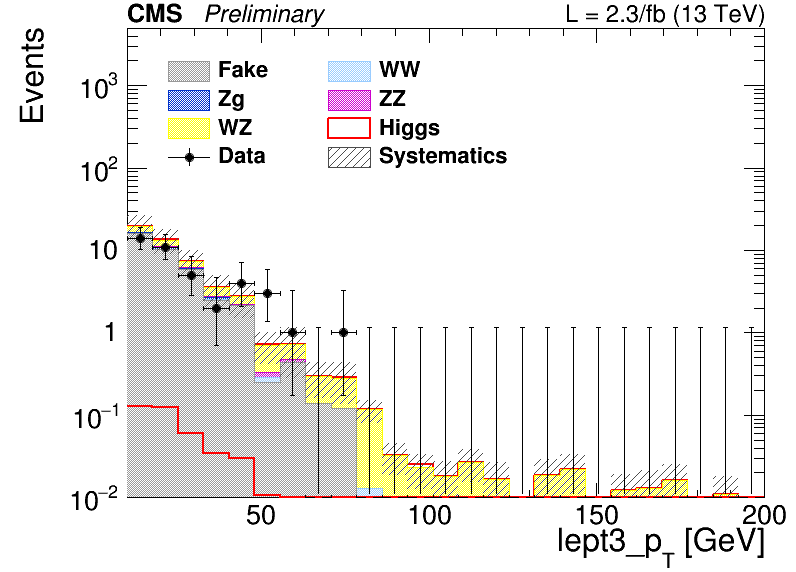 CMS Preliminary L = 2.3/fb (13 TeV)
Events
Fake WW
Zg ZZ
WZ Higgs
Data Systematics
10³
10²
10
1
10⁻¹
10⁻²
50 100 150 200
lept3_p_T [GeV]